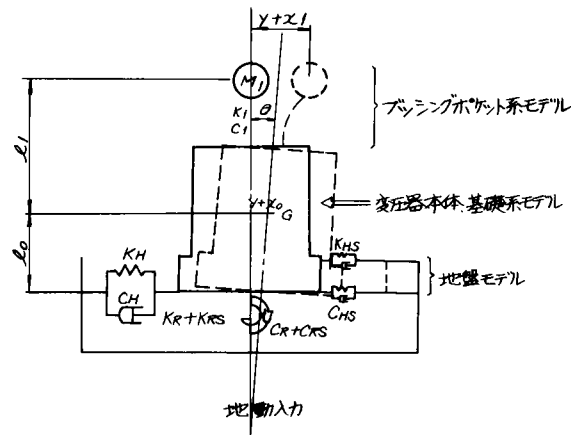 y+x1
M1
K1
C1
θ
ブッシングポケット系モデル
l1
y+x0
G
変圧器本体、基礎系モデル
l0
KH
CH
KHS
CHS
地盤モデル
KR+KRS
CR+CRS
地動入力